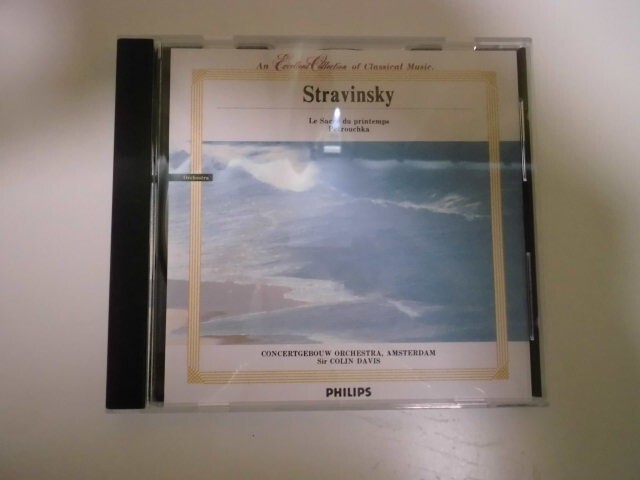 An Excellent Collection of Classical Music.
Stravinsky
Le Sacre du printemps
Petrouchka
Orchestra
CONCERTGEBOUW ORCHESTRA, AMSTERDAM
Sir COLIN DAVIS
PHILIPS